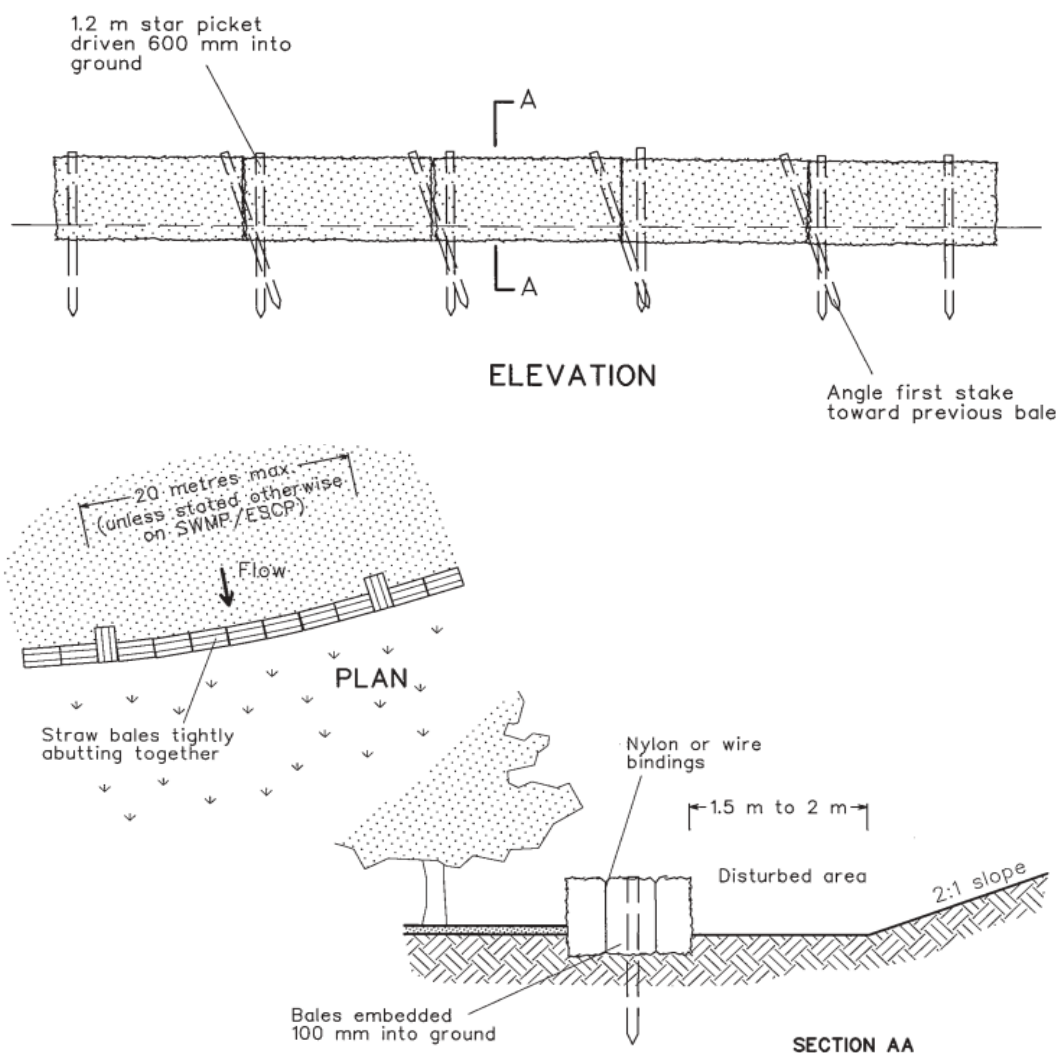 1.2 m star picket
driven 600 mm into
ground
A
A
ELEVATION
Angle first stake
toward previous bale
20 metres max.
(unless stated otherwise
on SWMP/ESCP)
Flow
PLAN
Straw bales tightly
abutting together
Nylon or wire
bindings
1.5 m to 2 m
Disturbed area
2:1 slope
Bales embedded
100 mm into ground
SECTION AA